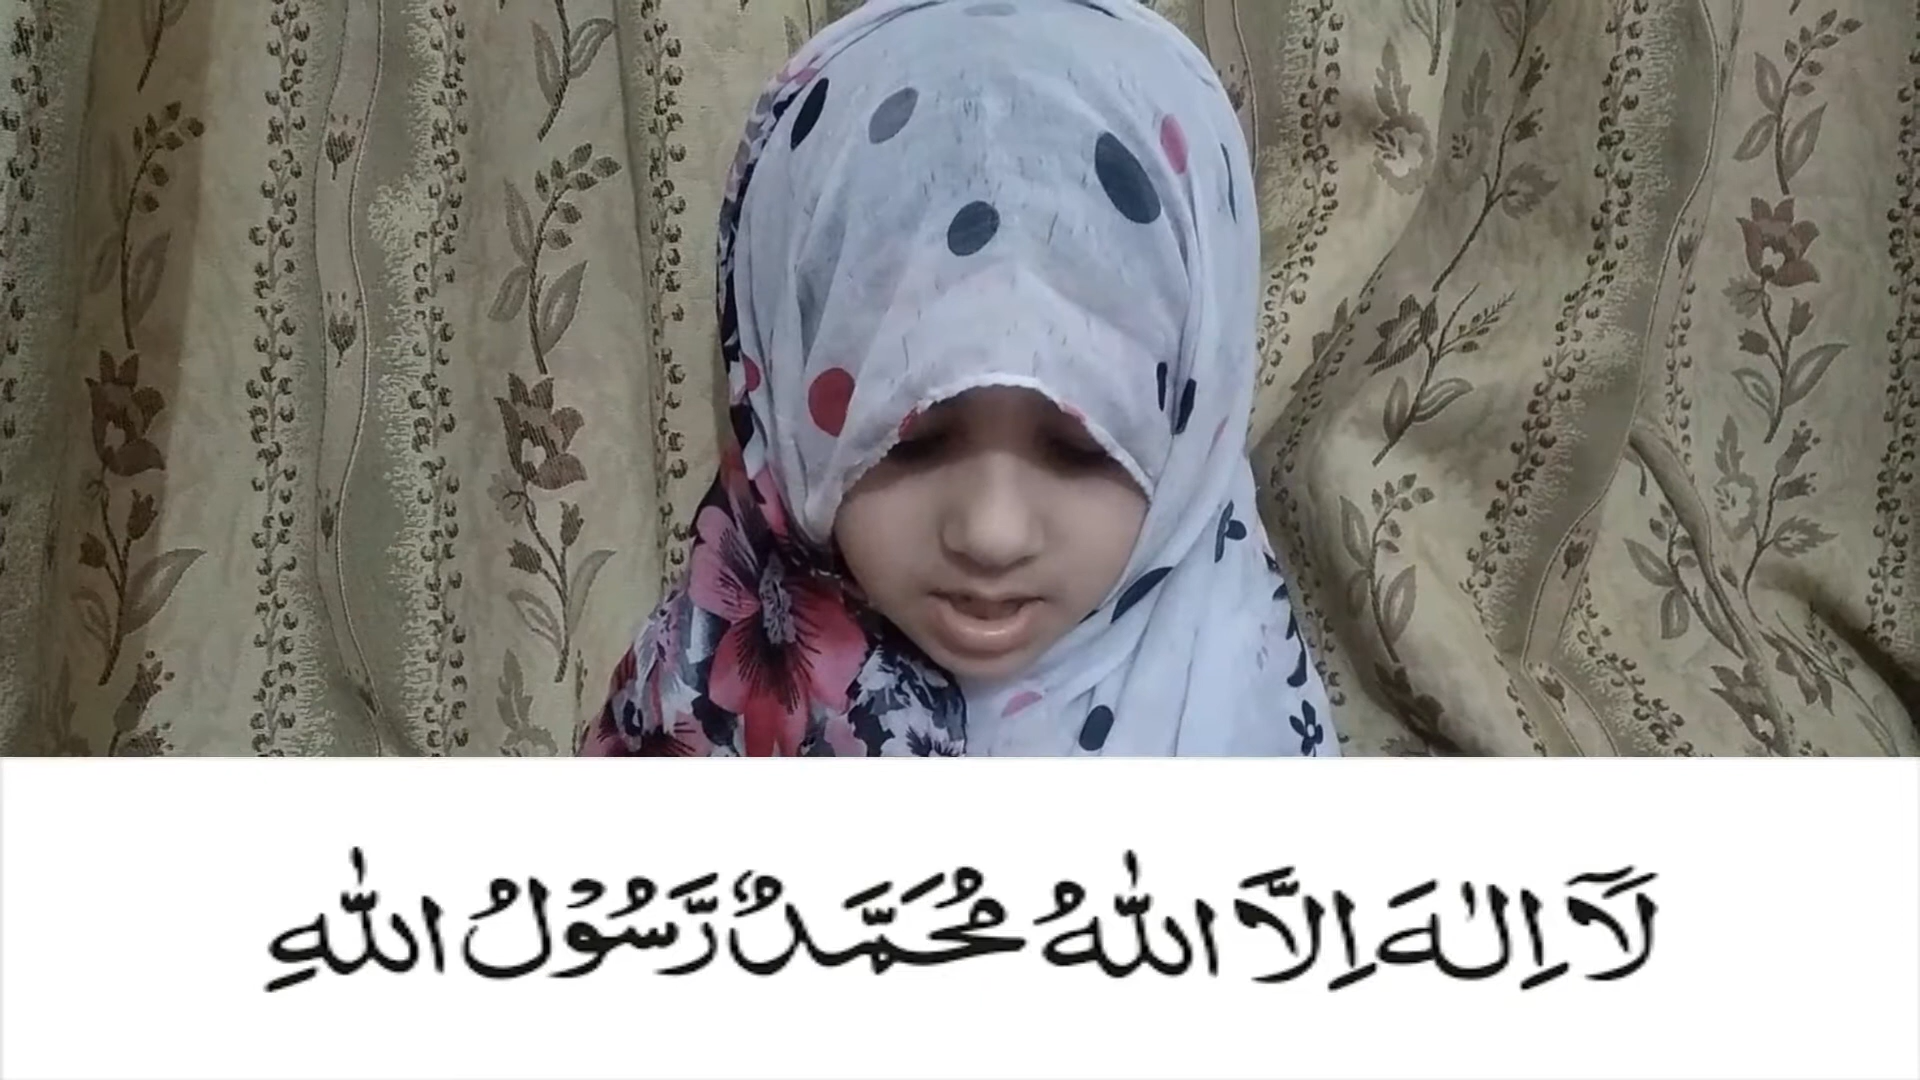 لَآ اِلٰهَ اِلَّا اللّٰهُ مُحَمَّدٌ رَّسُوْلُ اللّٰهِ